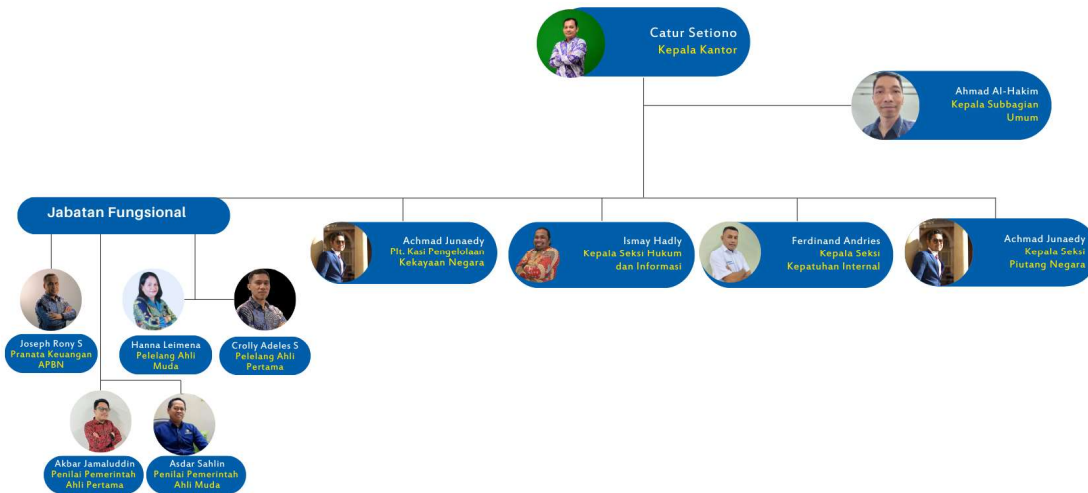 Catur Setiono
Kepala Kantor
Ahmad Al-Hakim
Kepala Subbagian
Umum
Jabatan Fungsional
Achmad Junaedy
Plt. Kasi Pengelolaan
Kekayaan Negara
Ismay Hadly
Kepala Seksi Hukum
dan Informasi
Ferdinand Andries
Kepala Seksi
Kepatuhan Internal
Achmad Junaedy
Kepala Seksi
Piutang Negara
Joseph Rony S
Pranata Keuangan
APBN
Hanna Leimena
Pelelang Ahli
Muda
Crolly Adeles S
Pelelang Ahli
Pertama
Akbar Jamaluddin
Penilai Pemerintah
Ahli Pertama
Asdar Sahlin
Penilai Pemerintah
Ahli Muda